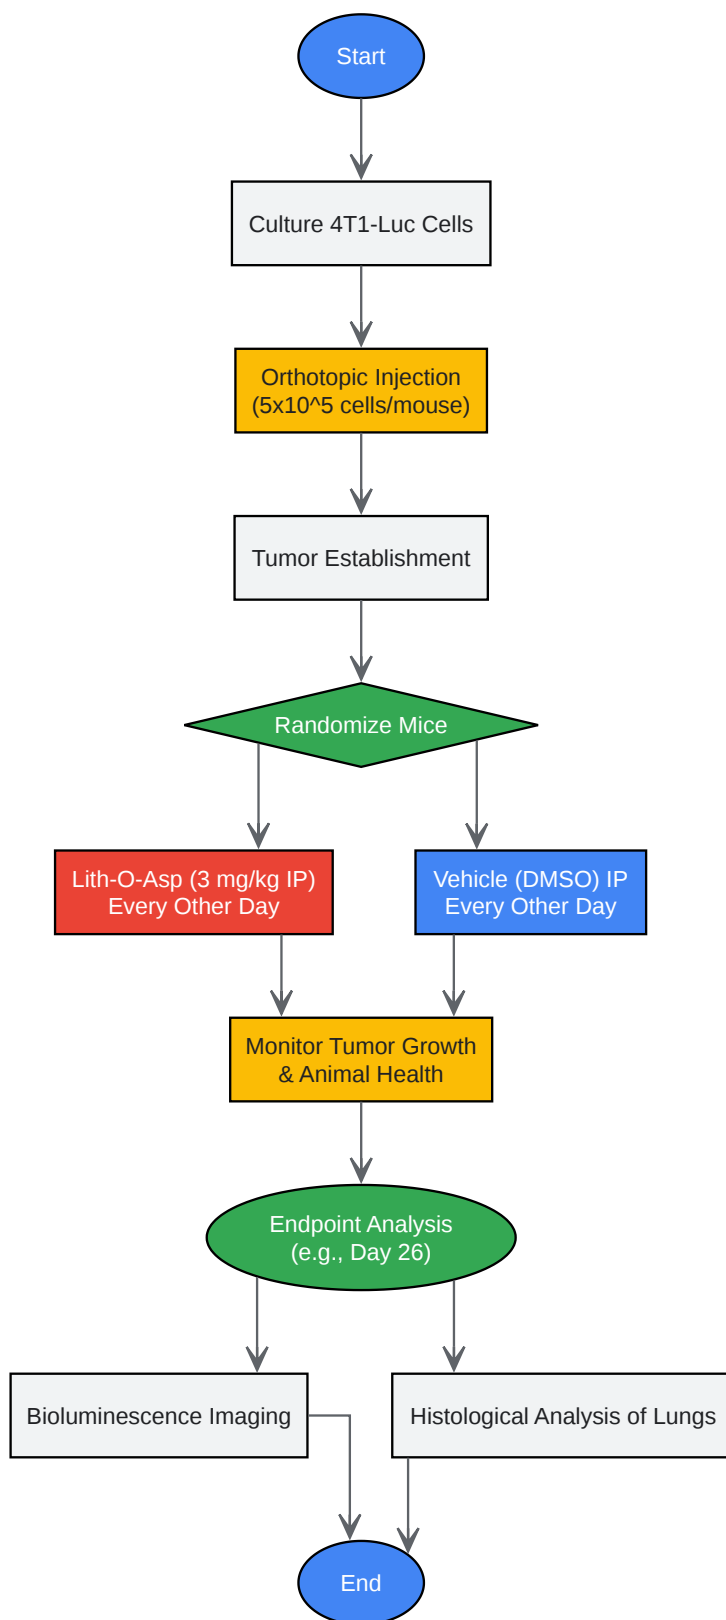 Start
Culture 4T1-Luc Cells
Orthotopic Injection
(5x10^5 cells/mouse)
Tumor Establishment
Randomize Mice
Lith-O-Asp (3 mg/kg IP)
Every Other Day
Vehicle (DMSO) IP
Every Other Day
Monitor Tumor Growth
& Animal Health
Endpoint Analysis
(e.g., Day 26)
Bioluminescence Imaging
Histological Analysis of Lungs
End